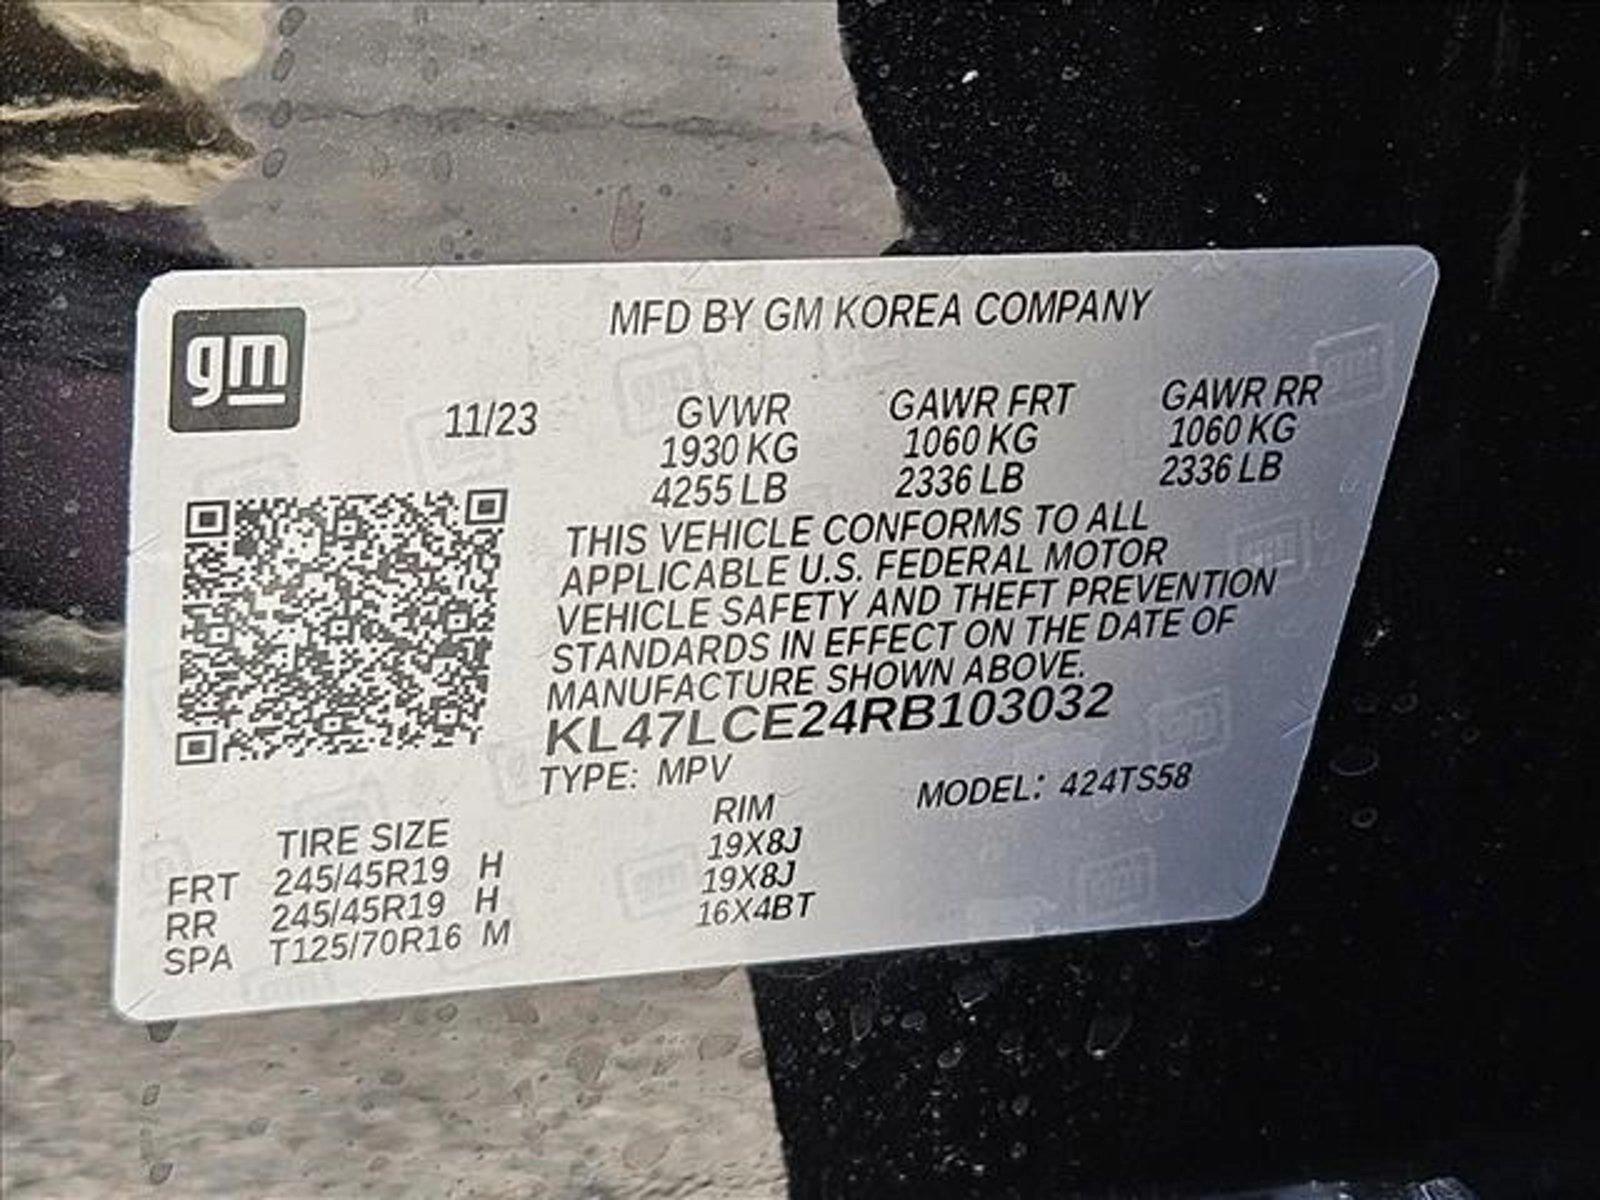 gm
MFD BY GM KOREA COMPANY
11/23 GVWR GAWR FRT GAWR RR
1930 KG 1060 KG 1060 KG
4255 LB 2336 LB 2336 LB
THIS VEHICLE CONFORMS TO ALL
APPLICABLE U.S. FEDERAL MOTOR
VEHICLE SAFETY AND THEFT PREVENTION
STANDARDS IN EFFECT ON THE DATE OF
MANUFACTURE SHOWN ABOVE.
KL47LCE24RB103032
TYPE: MPV MODEL: 424TS58
TIRE SIZE RIM
FRT 245/45R19 H 19X8J
RR 245/45R19 H 19X8J
SPA T125/70R16 M 16X4BT